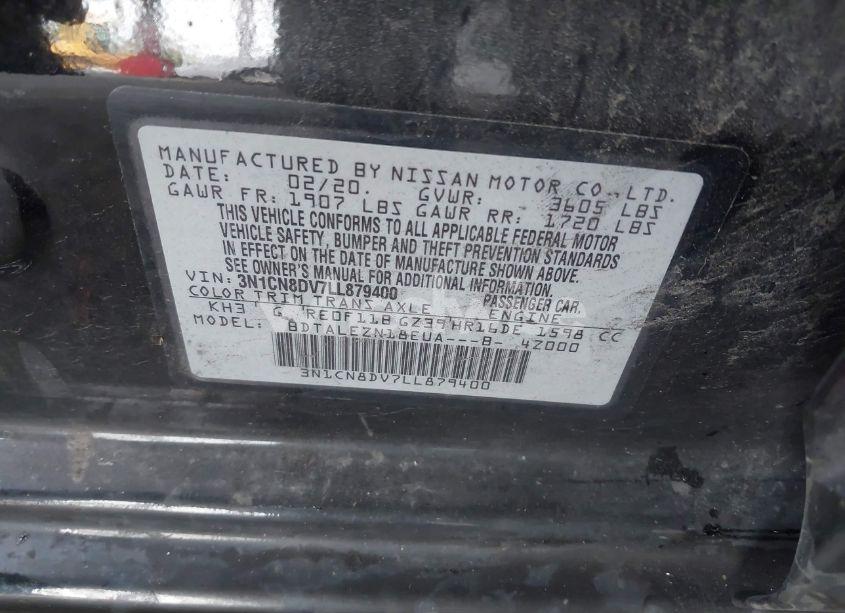 MANUFACTURED BY NISSAN MOTOR CO., LTD.
DATE: 02/20. GVWR: 3605 LBS
GAWR FR: 1907 LBS GAWR RR: 1720 LBS
THIS VEHICLE CONFORMS TO ALL APPLICABLE FEDERAL MOTOR
VEHICLE SAFETY, BUMPER AND THEFT PREVENTION STANDARDS
IN EFFECT ON THE DATE OF MANUFACTURE SHOWN ABOVE.
SEE OWNER'S MANUAL FOR ADDITIONAL INFORMATION.
VIN: 3N1CN8DV7LL879400 PASSENGER CAR.
COLOR TRIM TRANS AXLE ENGINE
KH3 G RE0F11B GZ39 HR16DE 1598 CC
MODEL: BDTALEZN18EUA---B- 42000
3N1CN8DV7LL879400